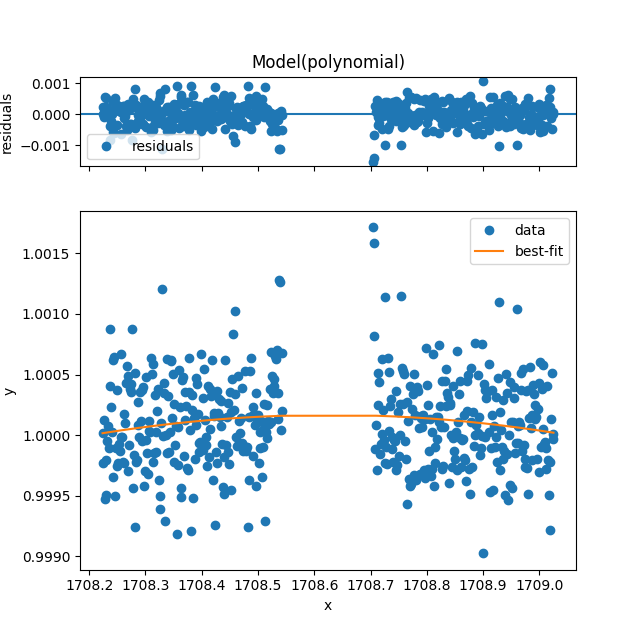 Model(polynomial)
0.001
0.000
−0.001
residuals
residuals
1.0015
1.0010
1.0005
1.0000
0.9995
0.9990
y
data
best-fit
1708.2 1708.3 1708.4 1708.5 1708.6 1708.7 1708.8 1708.9 1709.0
x